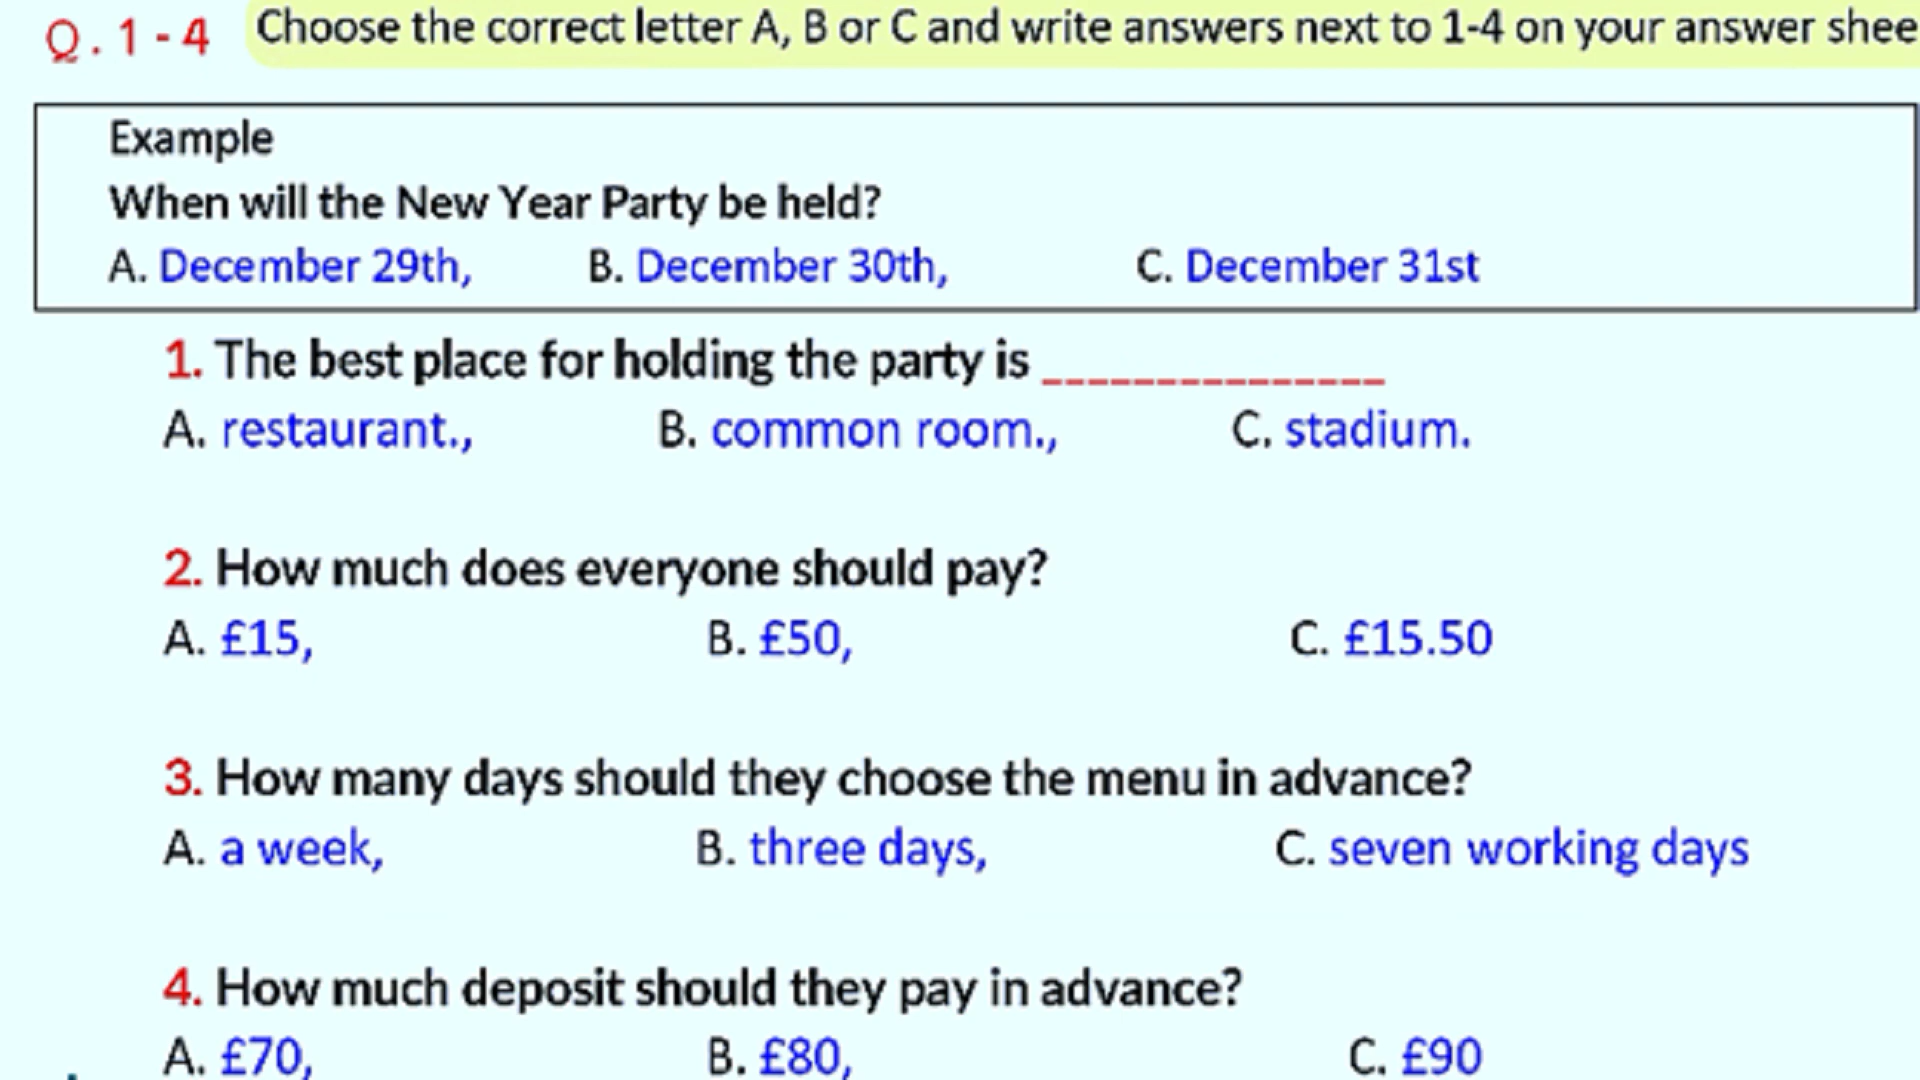 Q. 1 - 4 Choose the correct letter A, B or C and write answers next to 1-4 on your answer shee
Example
When will the New Year Party be held?
A. December 29th, B. December 30th, C. December 31st
1. The best place for holding the party is _______________
A. restaurant., B. common room., C. stadium.
2. How much does everyone should pay?
A. £15, B. £50, C. £15.50
3. How many days should they choose the menu in advance?
A. a week, B. three days, C. seven working days
4. How much deposit should they pay in advance?
A. £70, B. £80, C. £90